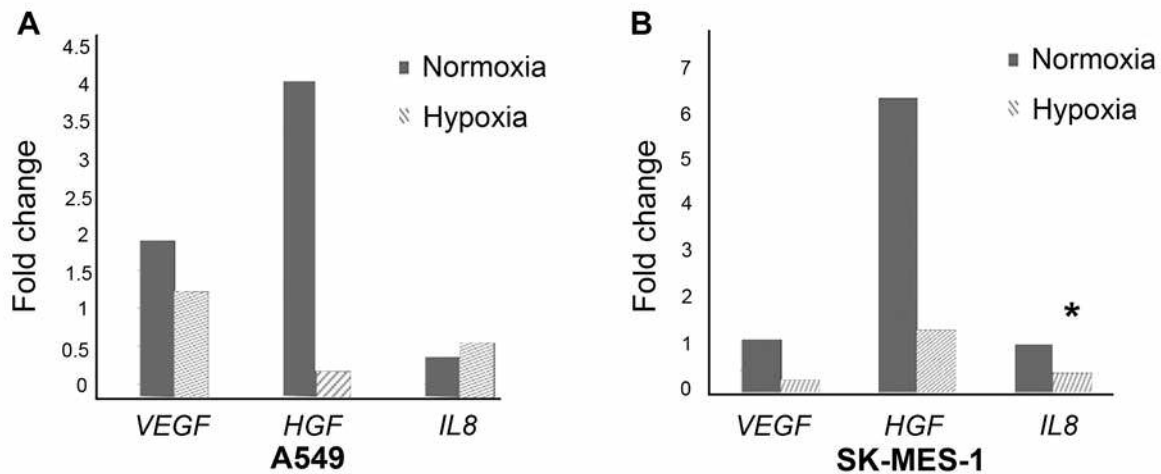 A
Fold change
4.5
4
3.5
3
2.5
2
1.5
1
0.5
0
Normoxia
Hypoxia
VEGF HGF IL8
A549
B
Fold change
7
6
5
4
3
2
1
0
Normoxia
Hypoxia
*
VEGF HGF IL8
SK-MES-1